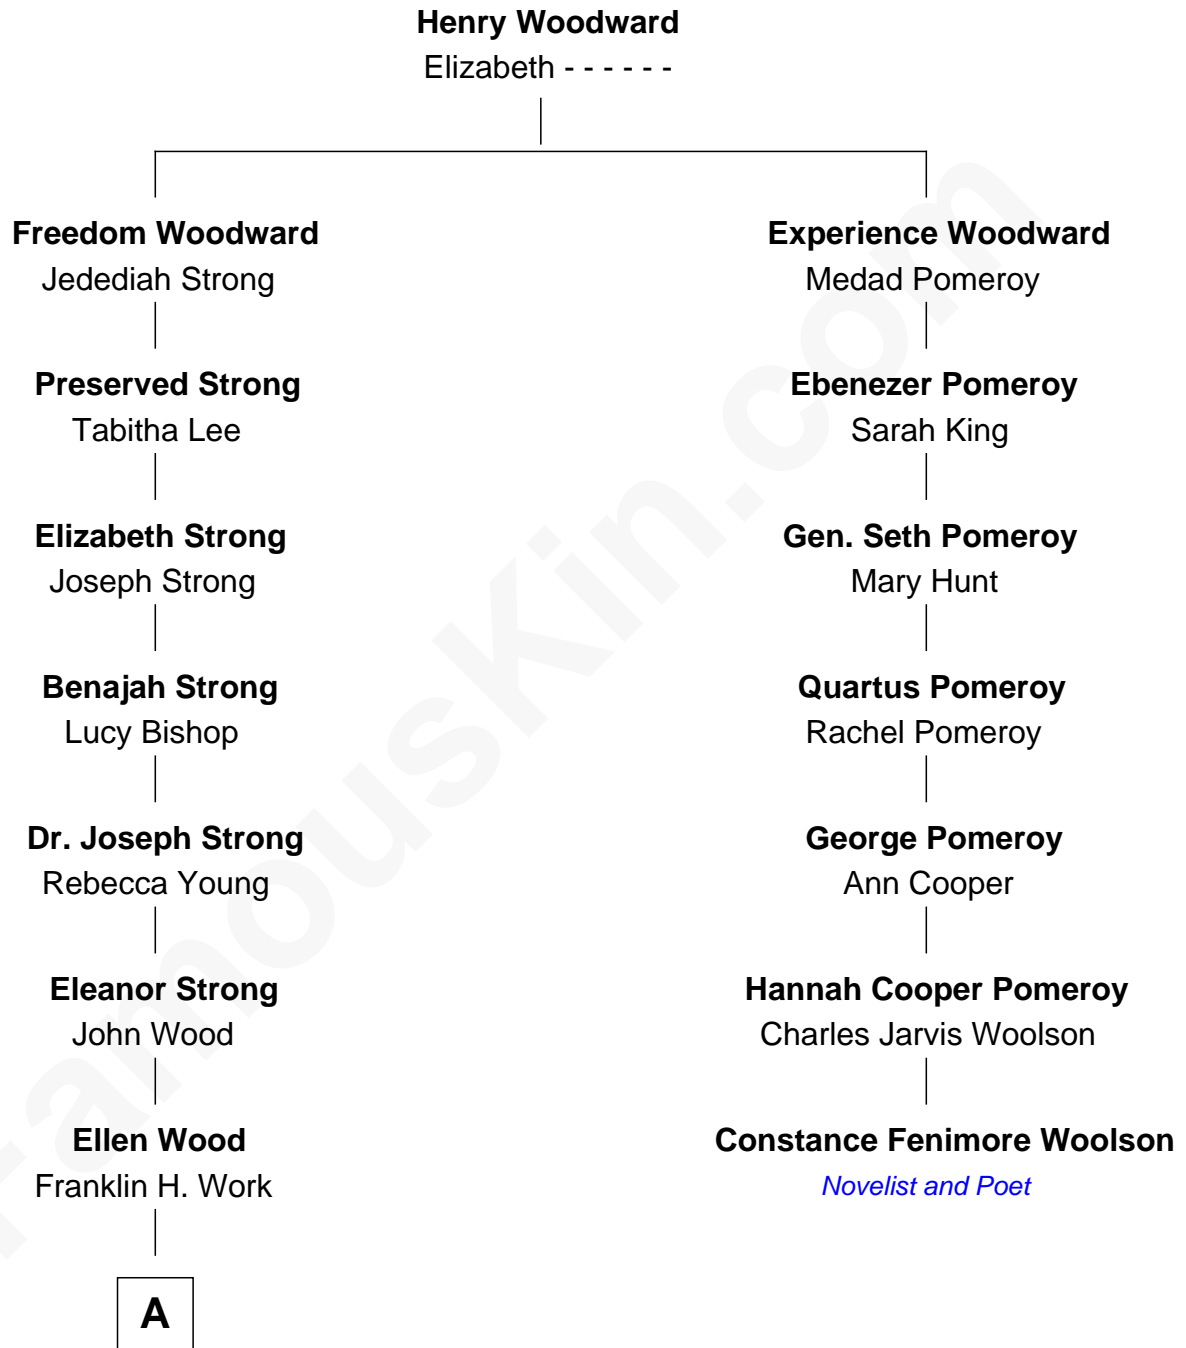 Henry Woodward
Elizabeth - - - - - -
Freedom Woodward
Jedediah Strong
Experience Woodward
Medad Pomeroy
Preserved Strong
Tabitha Lee
Ebenezer Pomeroy
Sarah King
Elizabeth Strong
Joseph Strong
Gen. Seth Pomeroy
Mary Hunt
Benajah Strong
Lucy Bishop
Quartus Pomeroy
Rachel Pomeroy
Dr. Joseph Strong
Rebecca Young
George Pomeroy
Ann Cooper
Eleanor Strong
John Wood
Hannah Cooper Pomeroy
Charles Jarvis Woolson
Ellen Wood
Franklin H. Work
Constance Fenimore Woolson
Novelist and Poet
A
FamousKin.com